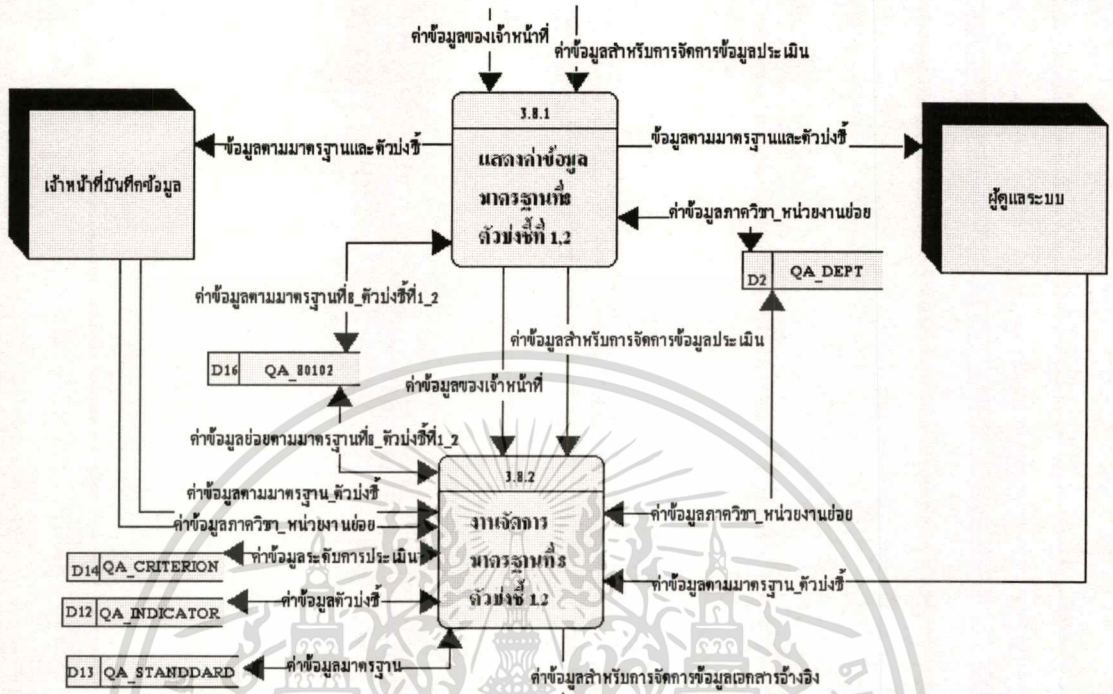 ค่าข้อมูลของเจ้าหน้าที่
ค่าข้อมูลสำหรับการจัดการข้อมูลประเมิน
3.8.1
แสดงค่าข้อมูล
มาตรฐานที่8
ตัวบ่งชี้ที่ 1,2
เจ้าหน้าที่บันทึกข้อมูล
ข้อมูลตามมาตรฐานและตัวบ่งชี้
ข้อมูลตามมาตรฐานและตัวบ่งชี้
ผู้ดูแลระบบ
ค่าข้อมูลภาควิชา_หน่วยงานย่อย
D2 QA_DEPT
ค่าข้อมูลตามมาตรฐานที่8_ตัวบ่งชี้ที่1_2
ค่าข้อมูลสำหรับการจัดการข้อมูลประเมิน
D16 QA_80102
ค่าข้อมูลของเจ้าหน้าที่
ค่าข้อมูลย่อยตามมาตรฐานที่8_ตัวบ่งชี้ที่1_2
3.8.2
งานจัดการ
มาตรฐานที่8
ตัวบ่งชี้ 1,2
ค่าข้อมูลตามมาตรฐาน_ตัวบ่งชี้
ค่าข้อมูลภาควิชา_หน่วยงานย่อย
ค่าข้อมูลภาควิชา_หน่วยงานย่อย
D14 QA_CRITERION
ค่าข้อมูลระดับการประเมิน
ค่าข้อมูลตามมาตรฐาน_ตัวบ่งชี้
D12 QA_INDICATOR
ค่าข้อมูลตัวบ่งชี้
D13 QA_STANDDARD
ค่าข้อมูลมาตรฐาน
ค่าข้อมูลสำหรับการจัดการข้อมูลเอกสารอ้างอิง